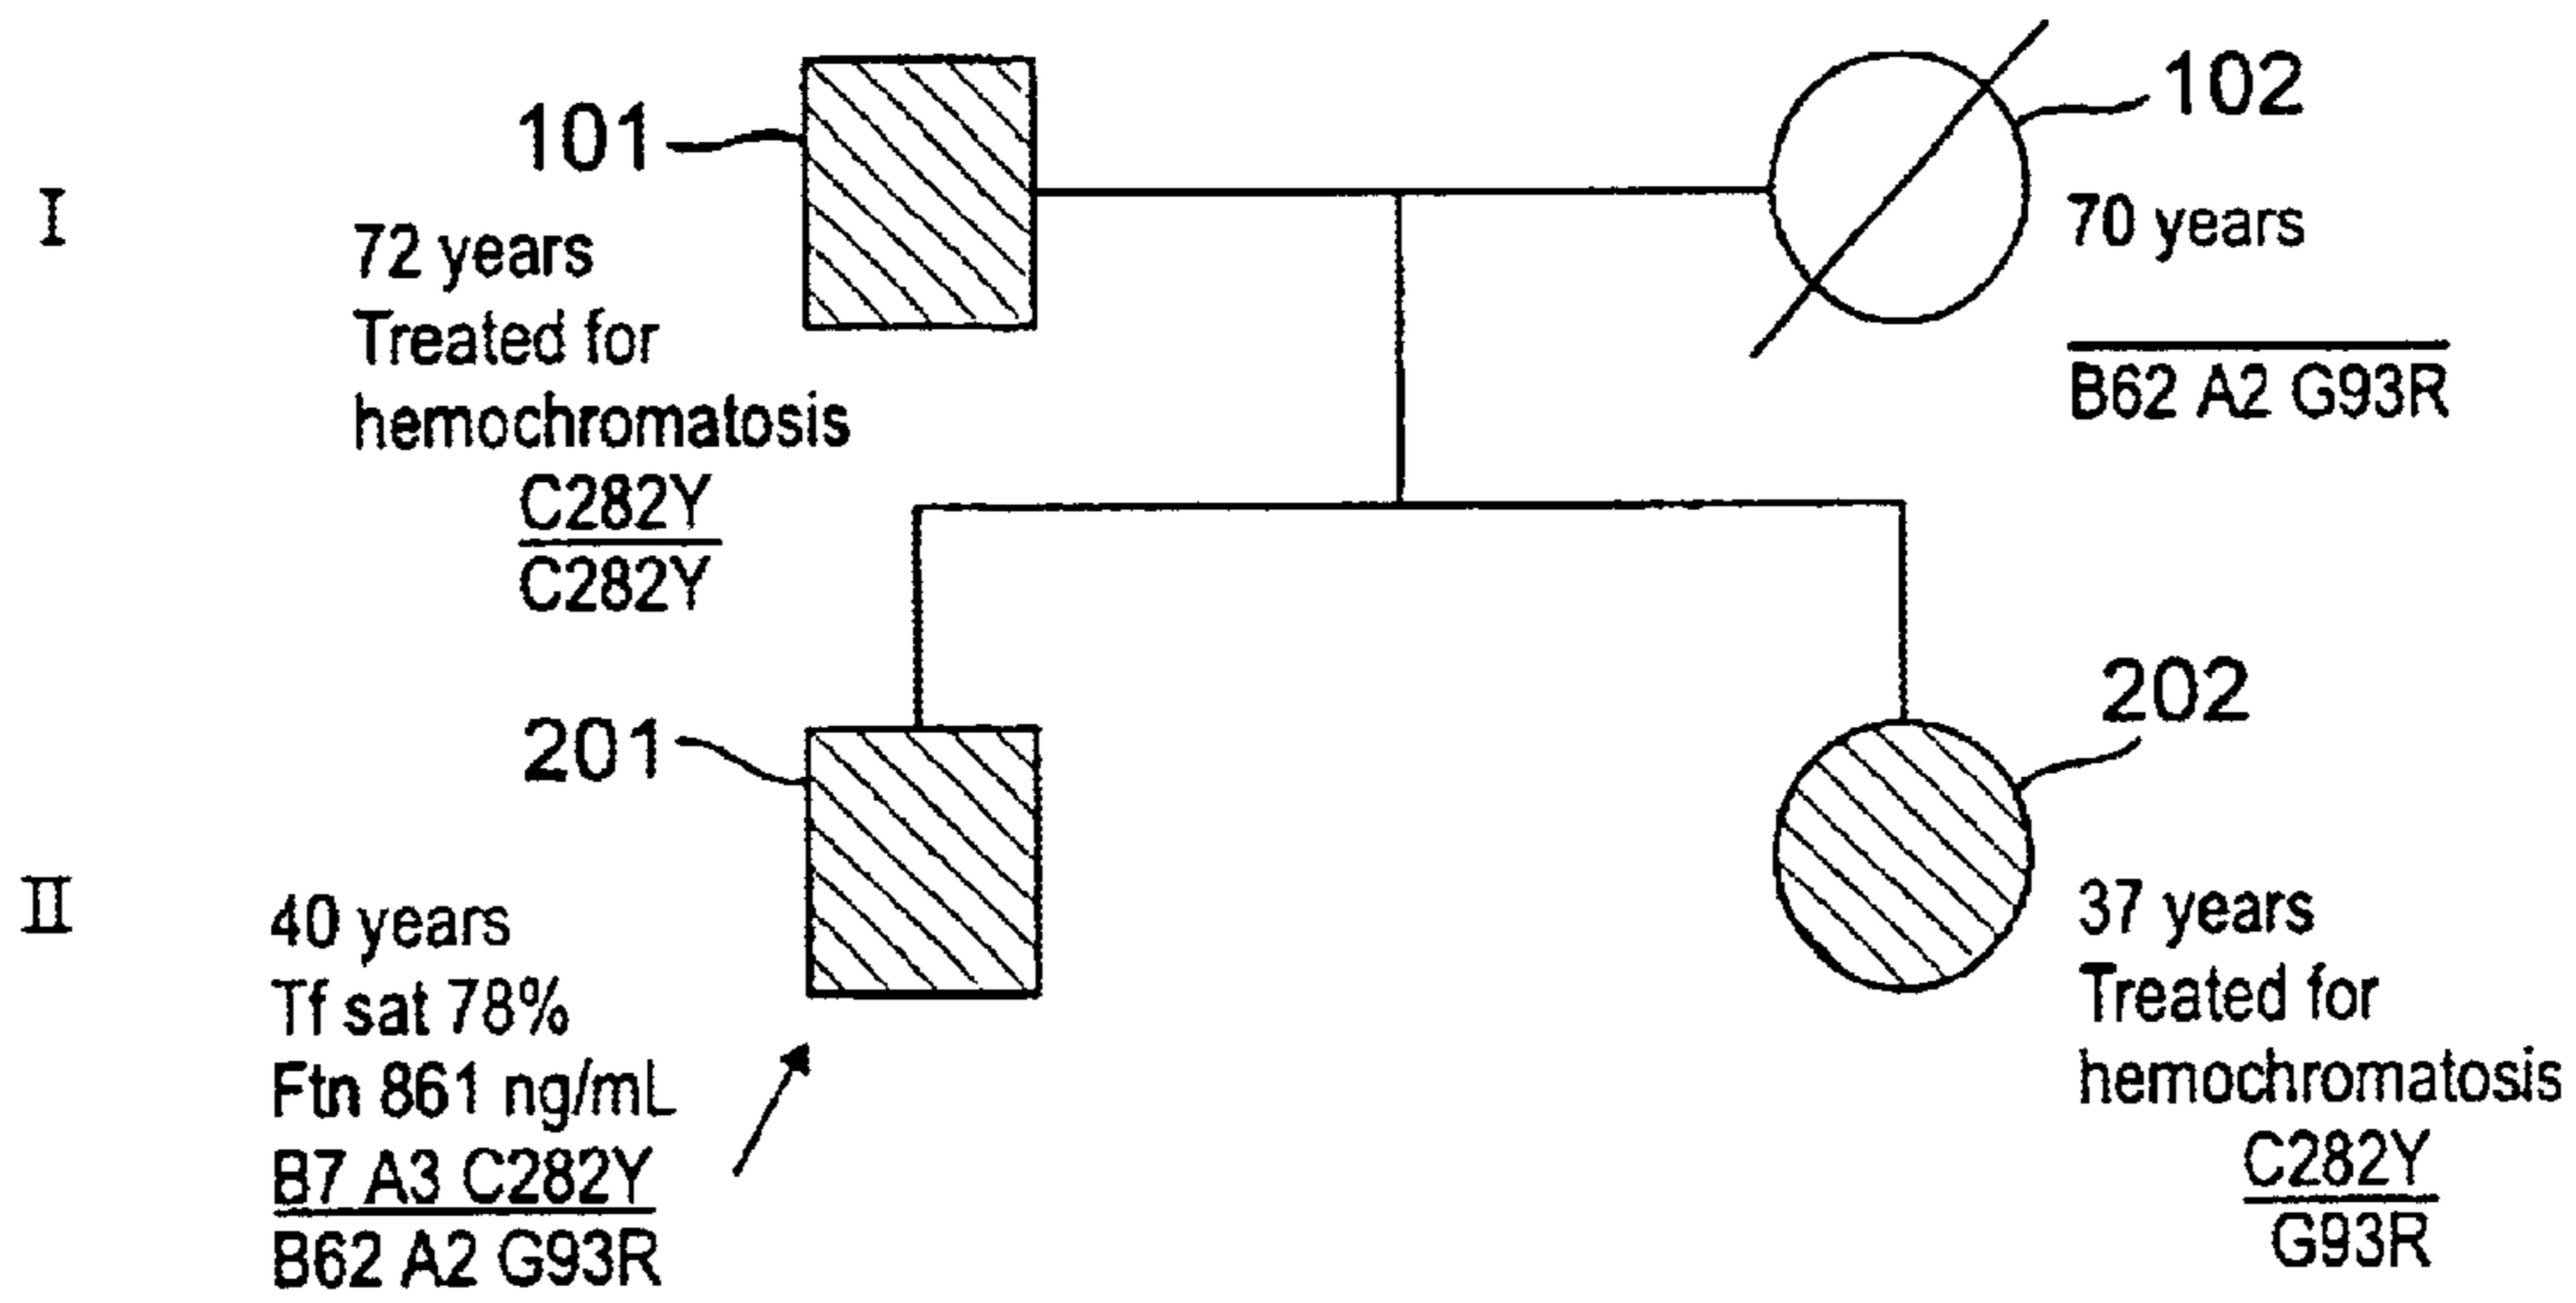 I
101
72 years
Treated for
hemochromatosis
C282Y
C282Y
102
70 years
B62 A2 G93R
II
201
40 years
Tf sat 78%
Ftn 861 ng/mL
B7 A3 C282Y
B62 A2 G93R
202
37 years
Treated for
hemochromatosis
C282Y
G93R